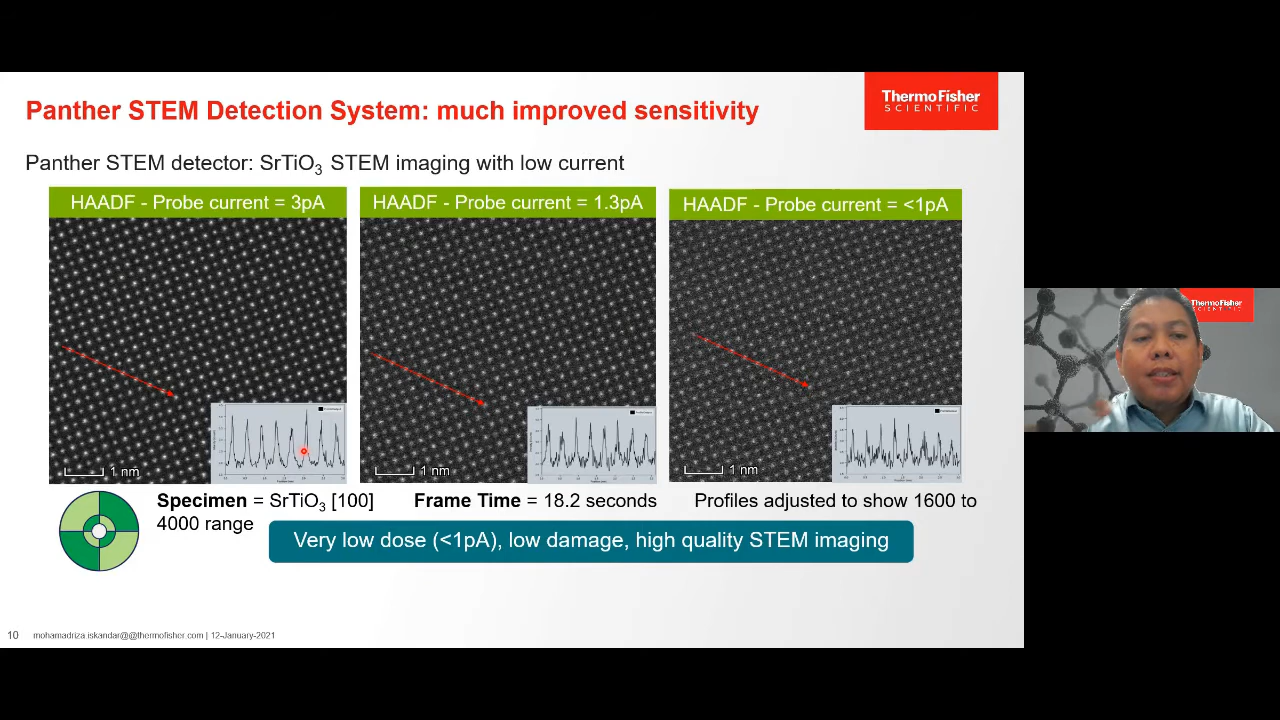 Panther STEM Detection System: much improved sensitivity
ThermoFisher
SCIENTIFIC
Panther STEM detector: SrTiO₃ STEM imaging with low current
HAADF - Probe current = 3pA
HAADF - Probe current = 1.3pA
HAADF - Probe current = <1pA
1 nm
1 nm
1 nm
Specimen = SrTiO₃ [100]
Frame Time = 18.2 seconds
Profiles adjusted to show 1600 to
4000 range
Very low dose (<1pA), low damage, high quality STEM imaging
10
mohamadriza.iskandar@@thermofisher.com | 12-January-2021
ThermoFisher
SCIENTIFIC